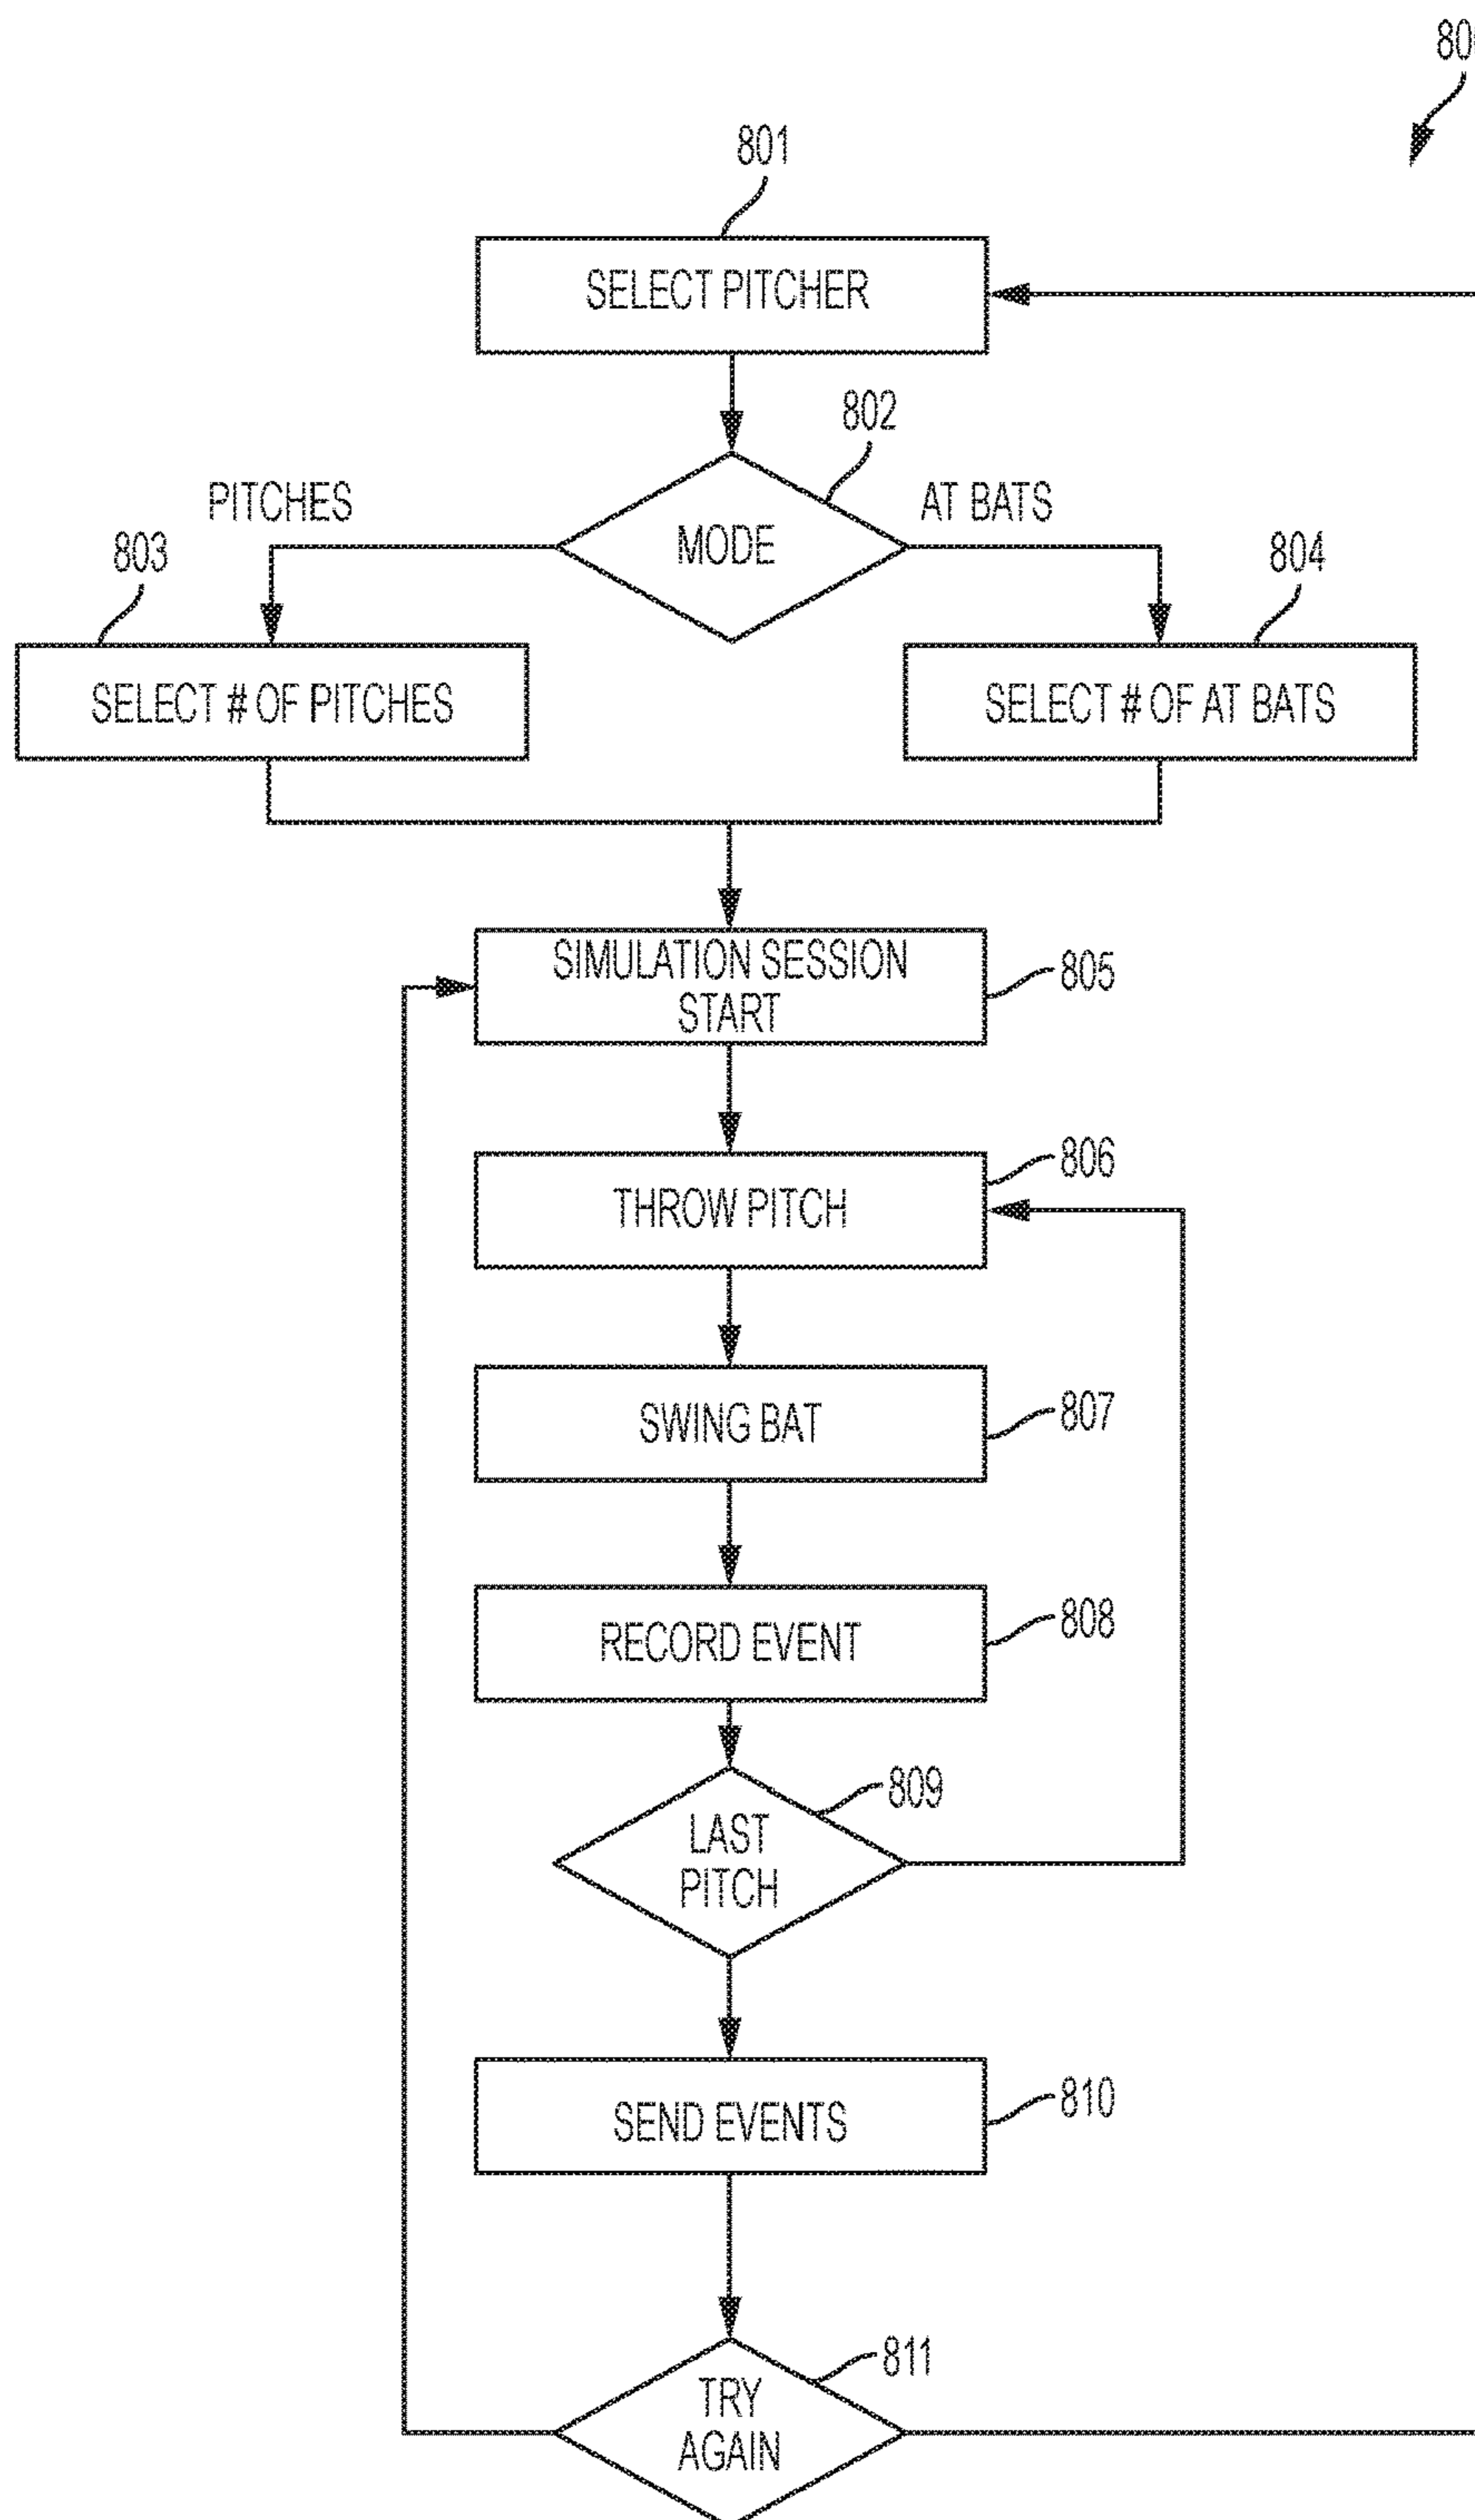 801
SELECT PITCHER
802
PITCHES
MODE
AT BATS
803
804
SELECT # OF PITCHES
SELECT # OF AT BATS
SIMULATION SESSION
START
805
806
THROW PITCH
SWING BAT
807
RECORD EVENT
808
809
LAST
PITCH
SEND EVENTS
810
811
TRY
AGAIN